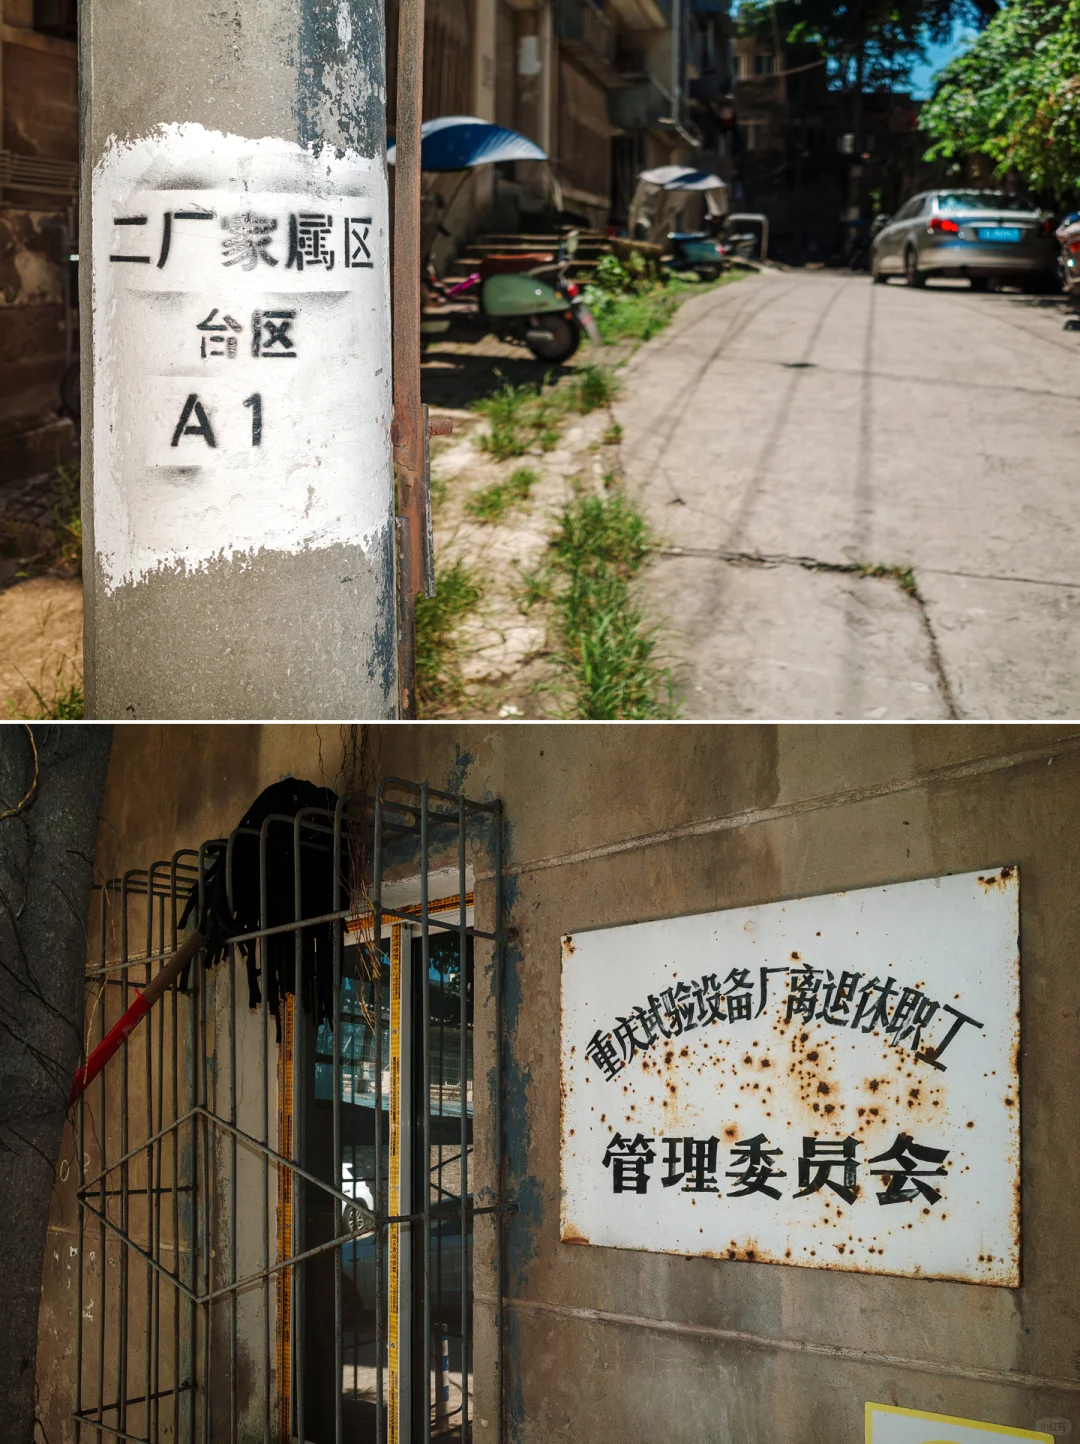 二厂家属区
台区
A1
重庆试验设备厂离退休职工
管理委员会